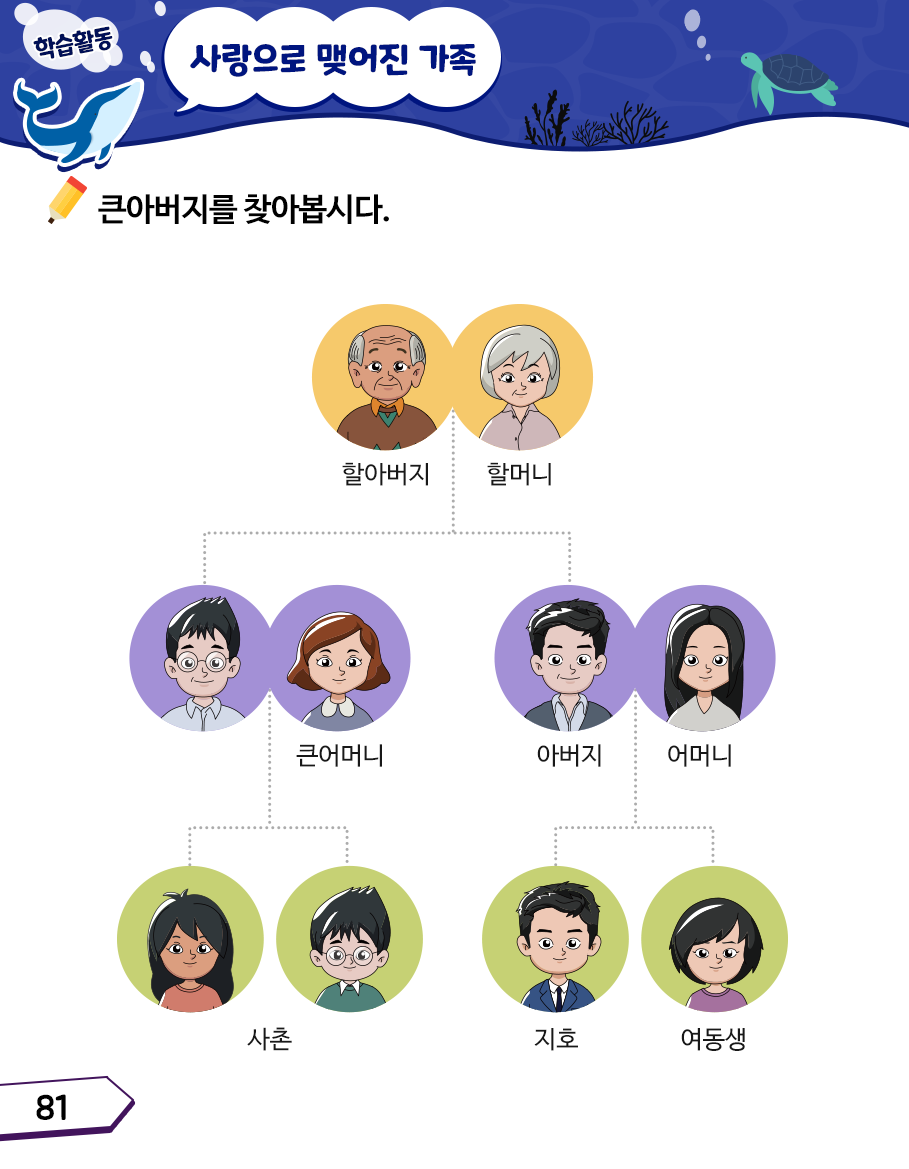 학습활동
사랑으로 맺어진 가족
큰아버지를 찾아봅시다.
할아버지 할머니
큰어머니 아버지 어머니
사촌 지호 여동생
81